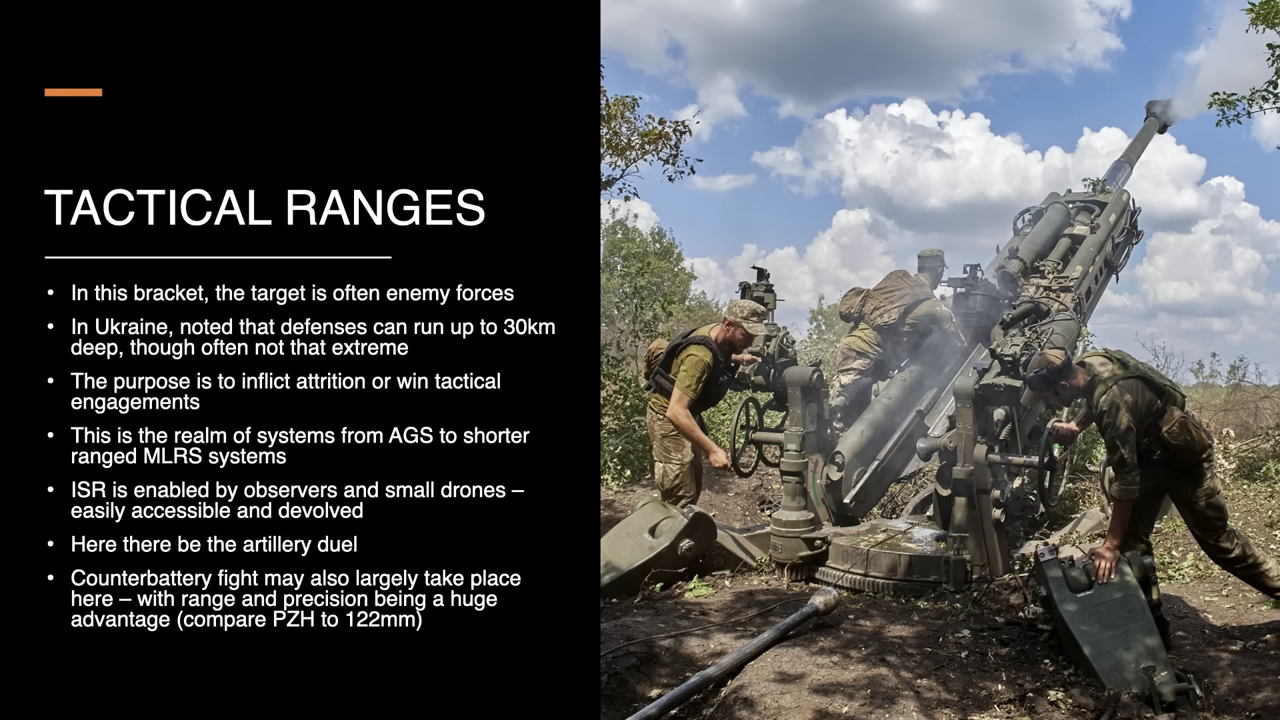 TACTICAL RANGES
• In this bracket, the target is often enemy forces
• In Ukraine, noted that defenses can run up to 30km
deep, though often not that extreme
• The purpose is to inflict attrition or win tactical
engagements
• This is the realm of systems from AGS to shorter
ranged MLRS systems
• ISR is enabled by observers and small drones –
easily accessible and devolved
• Here there be the artillery duel
• Counterbattery fight may also largely take place
here – with range and precision being a huge
advantage (compare PZH to 122mm)